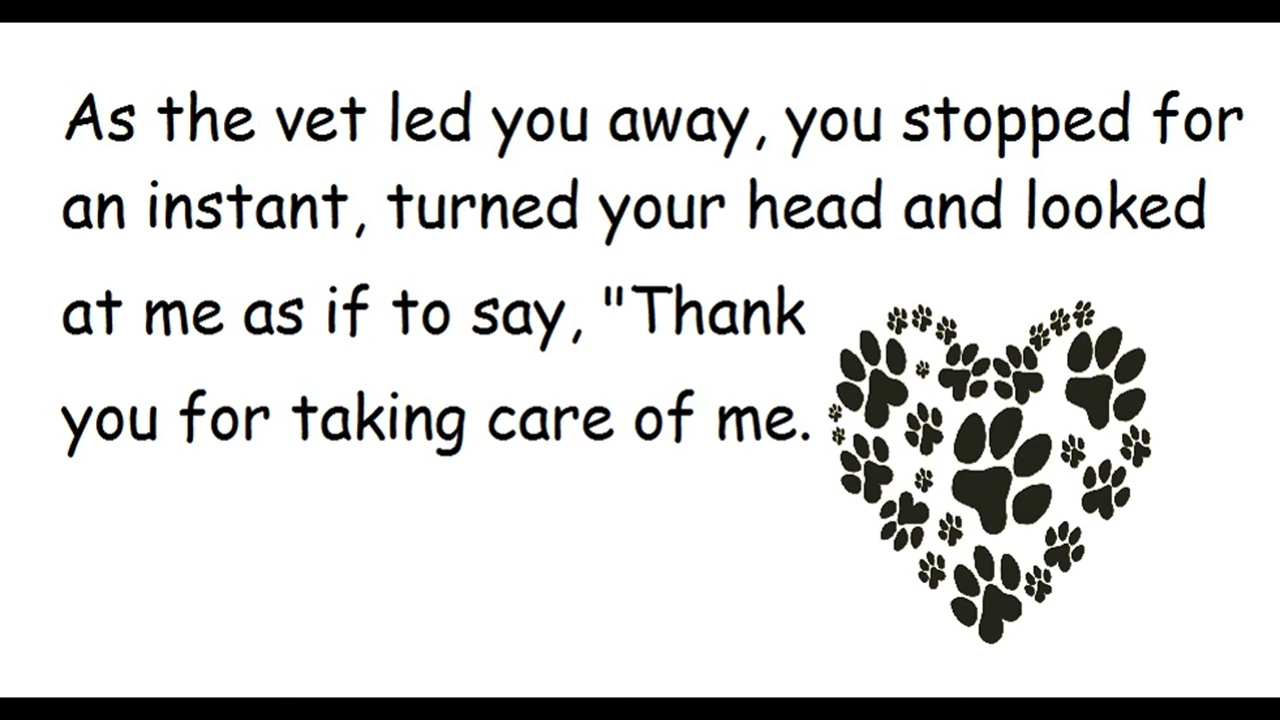 As the vet led you away, you stopped for
an instant, turned your head and looked
at me as if to say, "Thank
you for taking care of me.